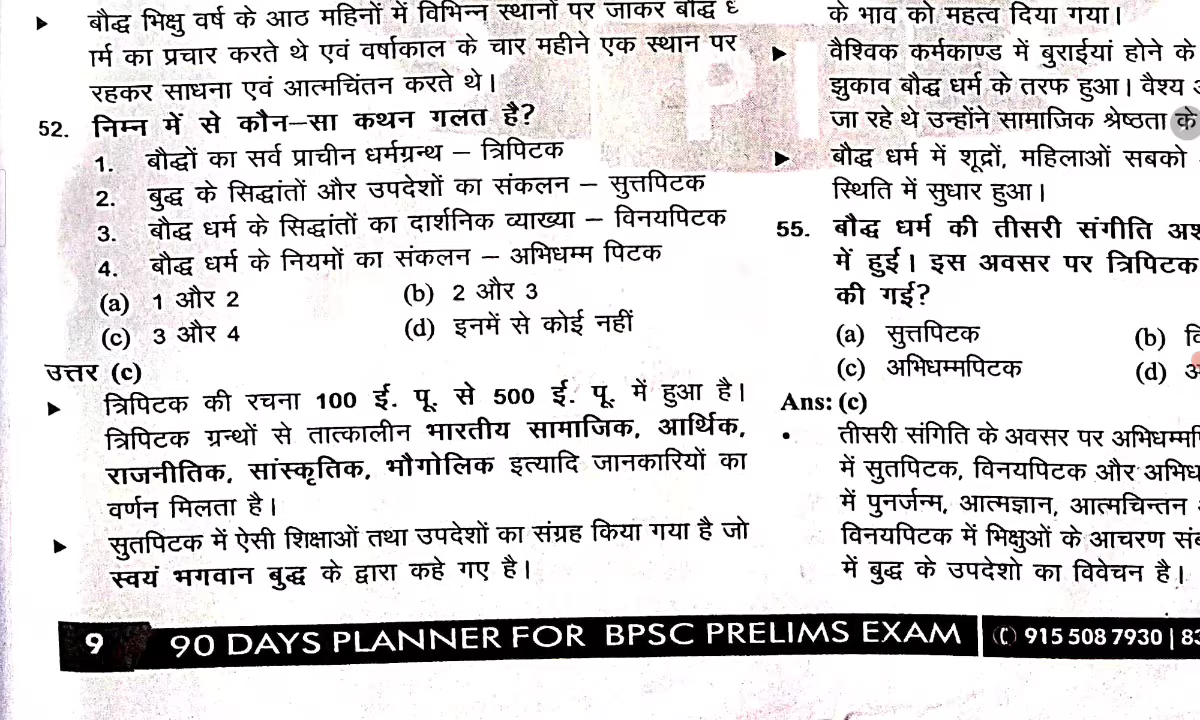 बौद्ध भिक्षु वर्ष के आठ महिनों में विभिन्न स्थानों पर जाकर बौद्ध ध
र्म का प्रचार करते थे एवं वर्षाकाल के चार महीने एक स्थान पर
रहकर साधना एवं आत्मचिंतन करते थे।
52. निम्न में से कौन–सा कथन गलत है?
1. बौद्धों का सर्व प्राचीन धर्मग्रन्थ – त्रिपिटक
2. बुद्ध के सिद्धांतों और उपदेशों का संकलन – सुत्तपिटक
3. बौद्ध धर्म के सिद्धांतों का दार्शनिक व्याख्या – विनयपिटक
4. बौद्ध धर्म के नियमों का संकलन – अभिधम्म पिटक
(a) 1 और 2 (b) 2 और 3
(c) 3 और 4 (d) इनमें से कोई नहीं
उत्तर (c)
त्रिपिटक की रचना 100 ई. पू. से 500 ई. पू. में हुआ है।
त्रिपिटक ग्रन्थों से तात्कालीन भारतीय सामाजिक, आर्थिक,
राजनीतिक, सांस्कृतिक, भौगोलिक इत्यादि जानकारियों का
वर्णन मिलता है।
सुतपिटक में ऐसी शिक्षाओं तथा उपदेशों का संग्रह किया गया है जो
स्वयं भगवान बुद्ध के द्वारा कहे गए है।
के भाव को महत्व दिया गया।
वैश्विक कर्मकाण्ड में बुराईयां होने के
झुकाव बौद्ध धर्म के तरफ हुआ। वैश्य
जा रहे थे उन्होंने सामाजिक श्रेष्ठता के
बौद्ध धर्म में शूद्रों, महिलाओं सबको
स्थिति में सुधार हुआ।
55. बौद्ध धर्म की तीसरी संगीति
में हुई। इस अवसर पर त्रिपिटक
की गई?
(a) सुत्तपिटक (b)
(c) अभिधम्मपिटक (d)
Ans: (c)
तीसरी संगिति के अवसर पर
में सुतपिटक, विनयपिटक और
में पुनर्जन्म, आत्मज्ञान, आत्मचिन्तन
विनयपिटक में भिक्षुओं के आचरण
में बुद्ध के उपदेशो का विवेचन है।
9 90 DAYS PLANNER FOR BPSC PRELIMS EXAM 915 508 7930 | 83